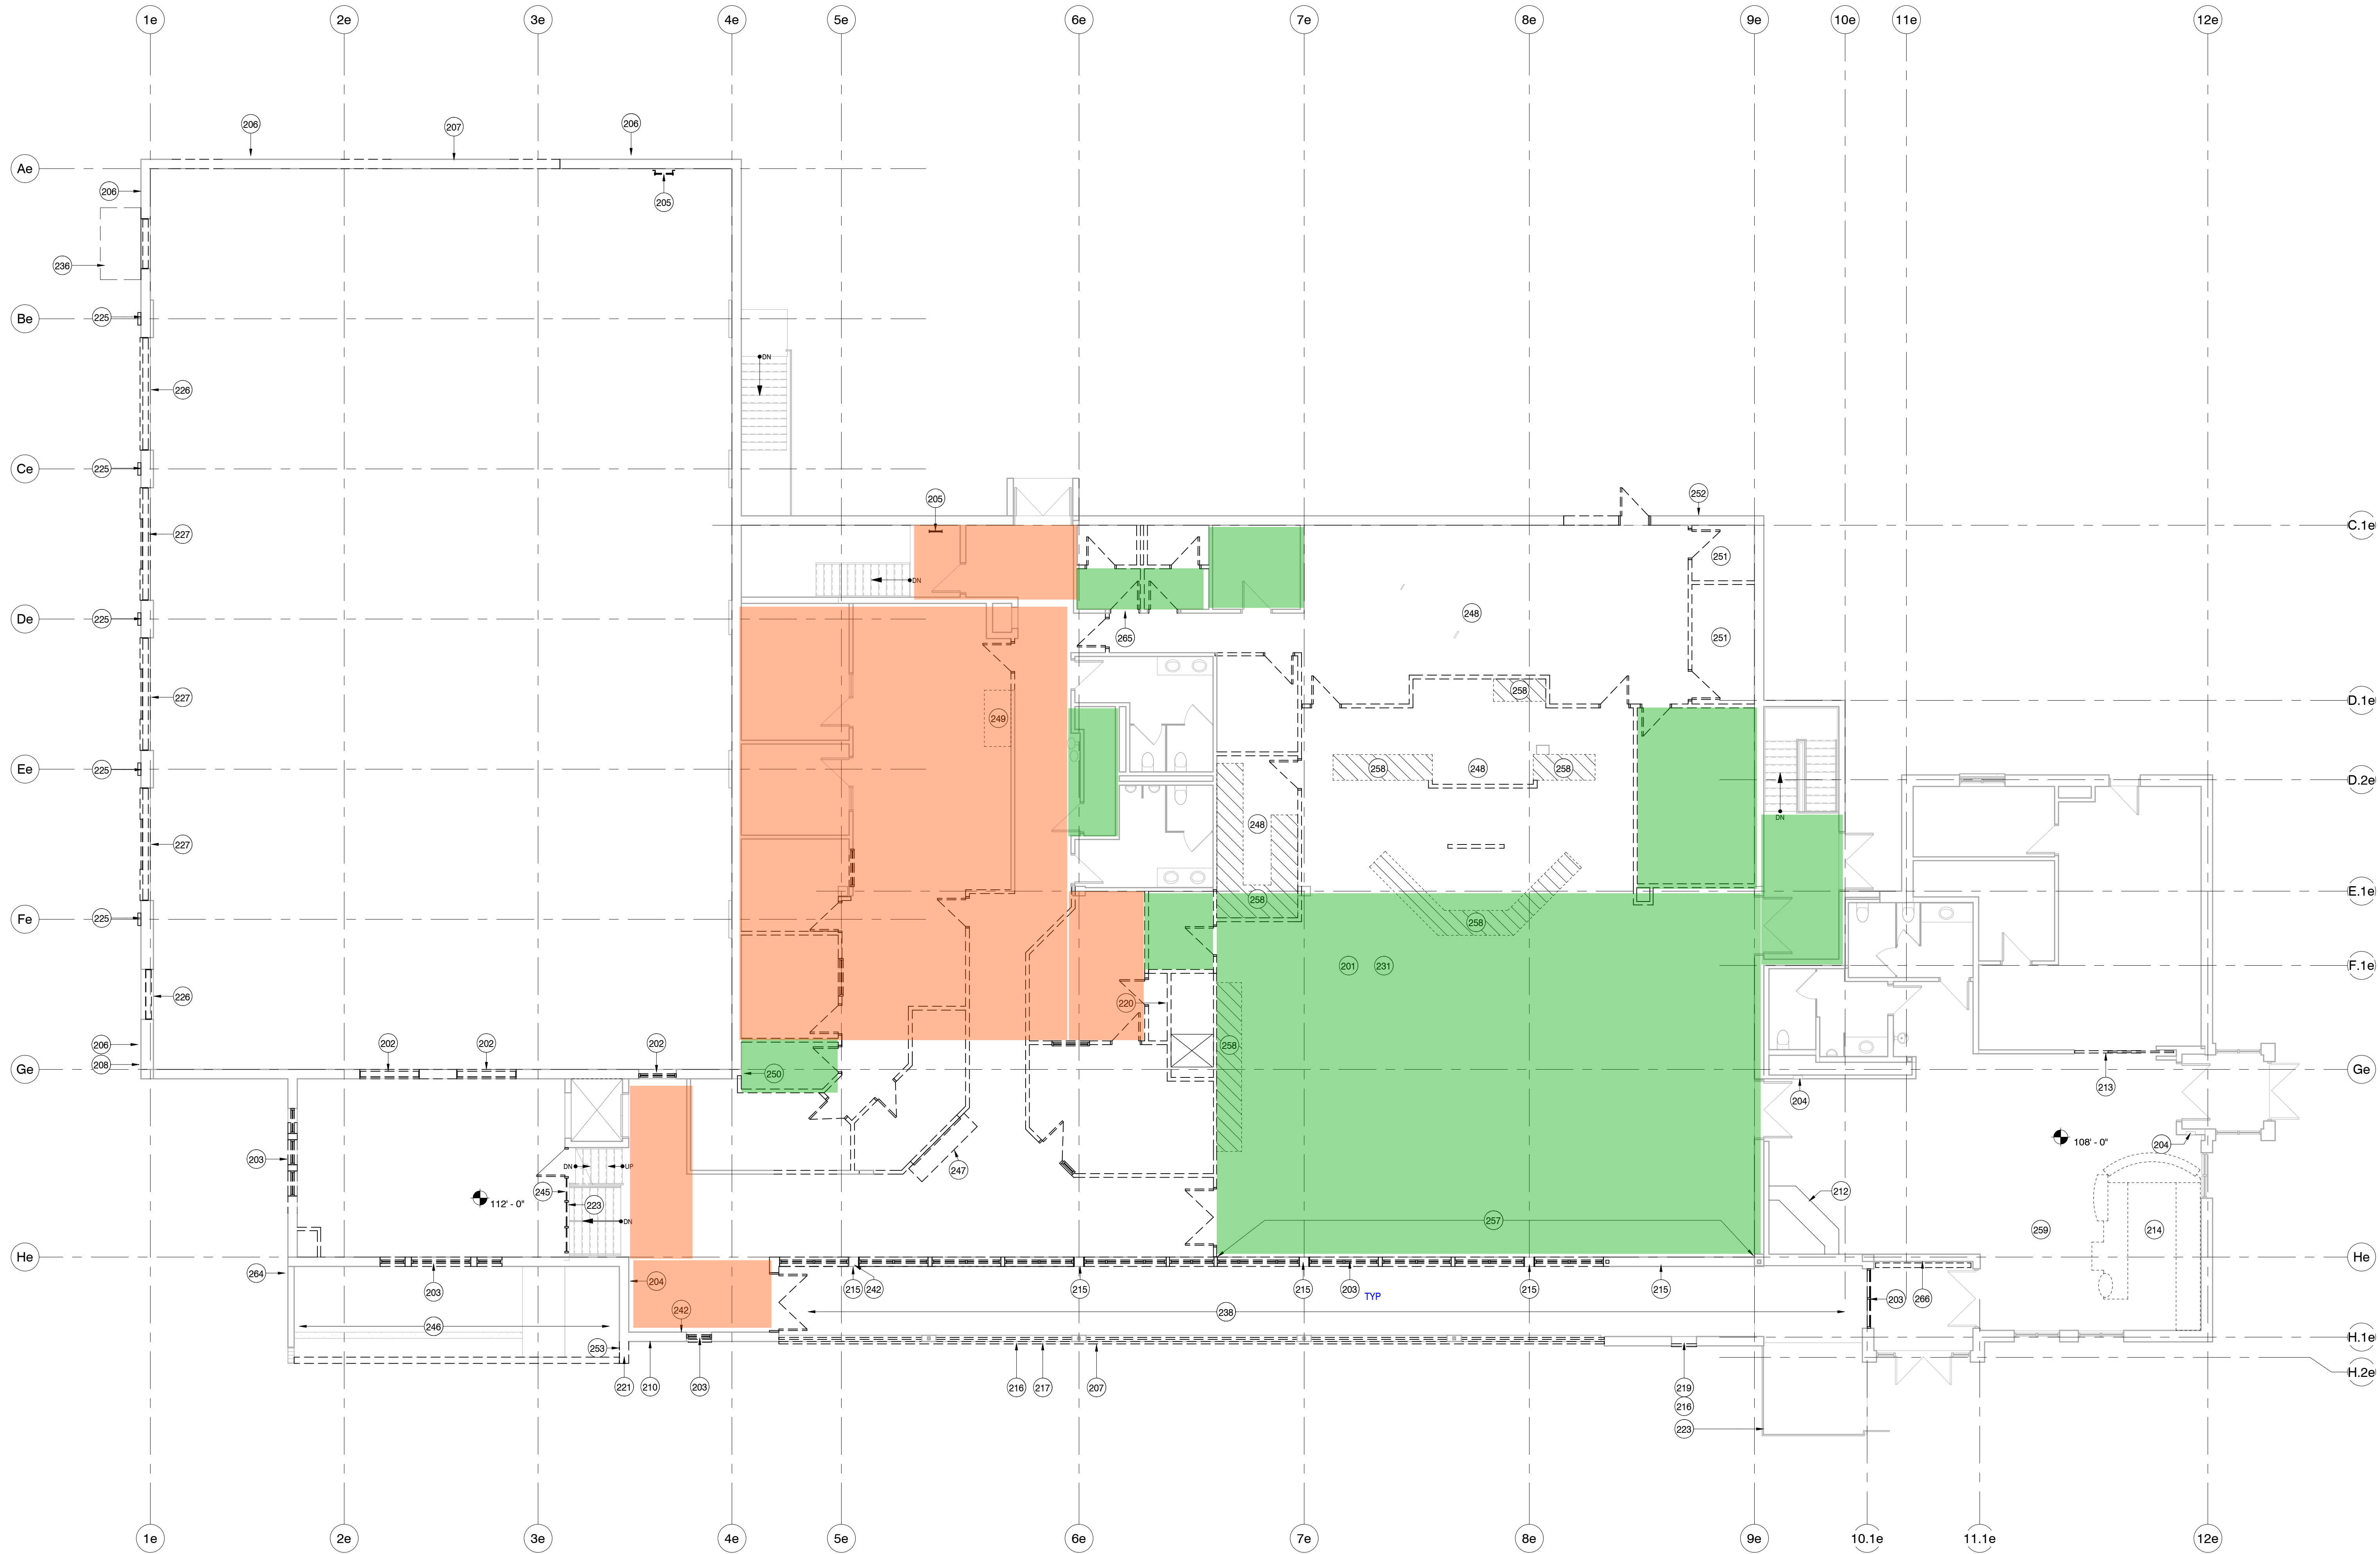 1e 2e 3e 4e 5e 6e 7e 8e 9e 10e 11e 12e
206 207 206
Ae
206 205
236
Be 225
DN
226
Ce 225
205 252
C.1e
227
251
DN
De 225 265 248 251
227 258 D.1e
249
Ee 225 258 248 258 D.2e
DN
248
227
E.1e
258
Fe 225 258
201 231 F.1e
226 220
206 202 202 202 258
208
Ge 250 Ge
213
204
108' - 0"
204
203 DN UP 247
245 112' - 0" 223 212
DN 257 259 214
He He
264 203 204 215 242 215 215 203 215 215 203 266
TYP
246 242 238
253 H.1e
221 210 203 216 217 207 219 H.2e
216
223
1e 2e 3e 4e 5e 6e 7e 8e 9e 10.1e 11.1e 12e